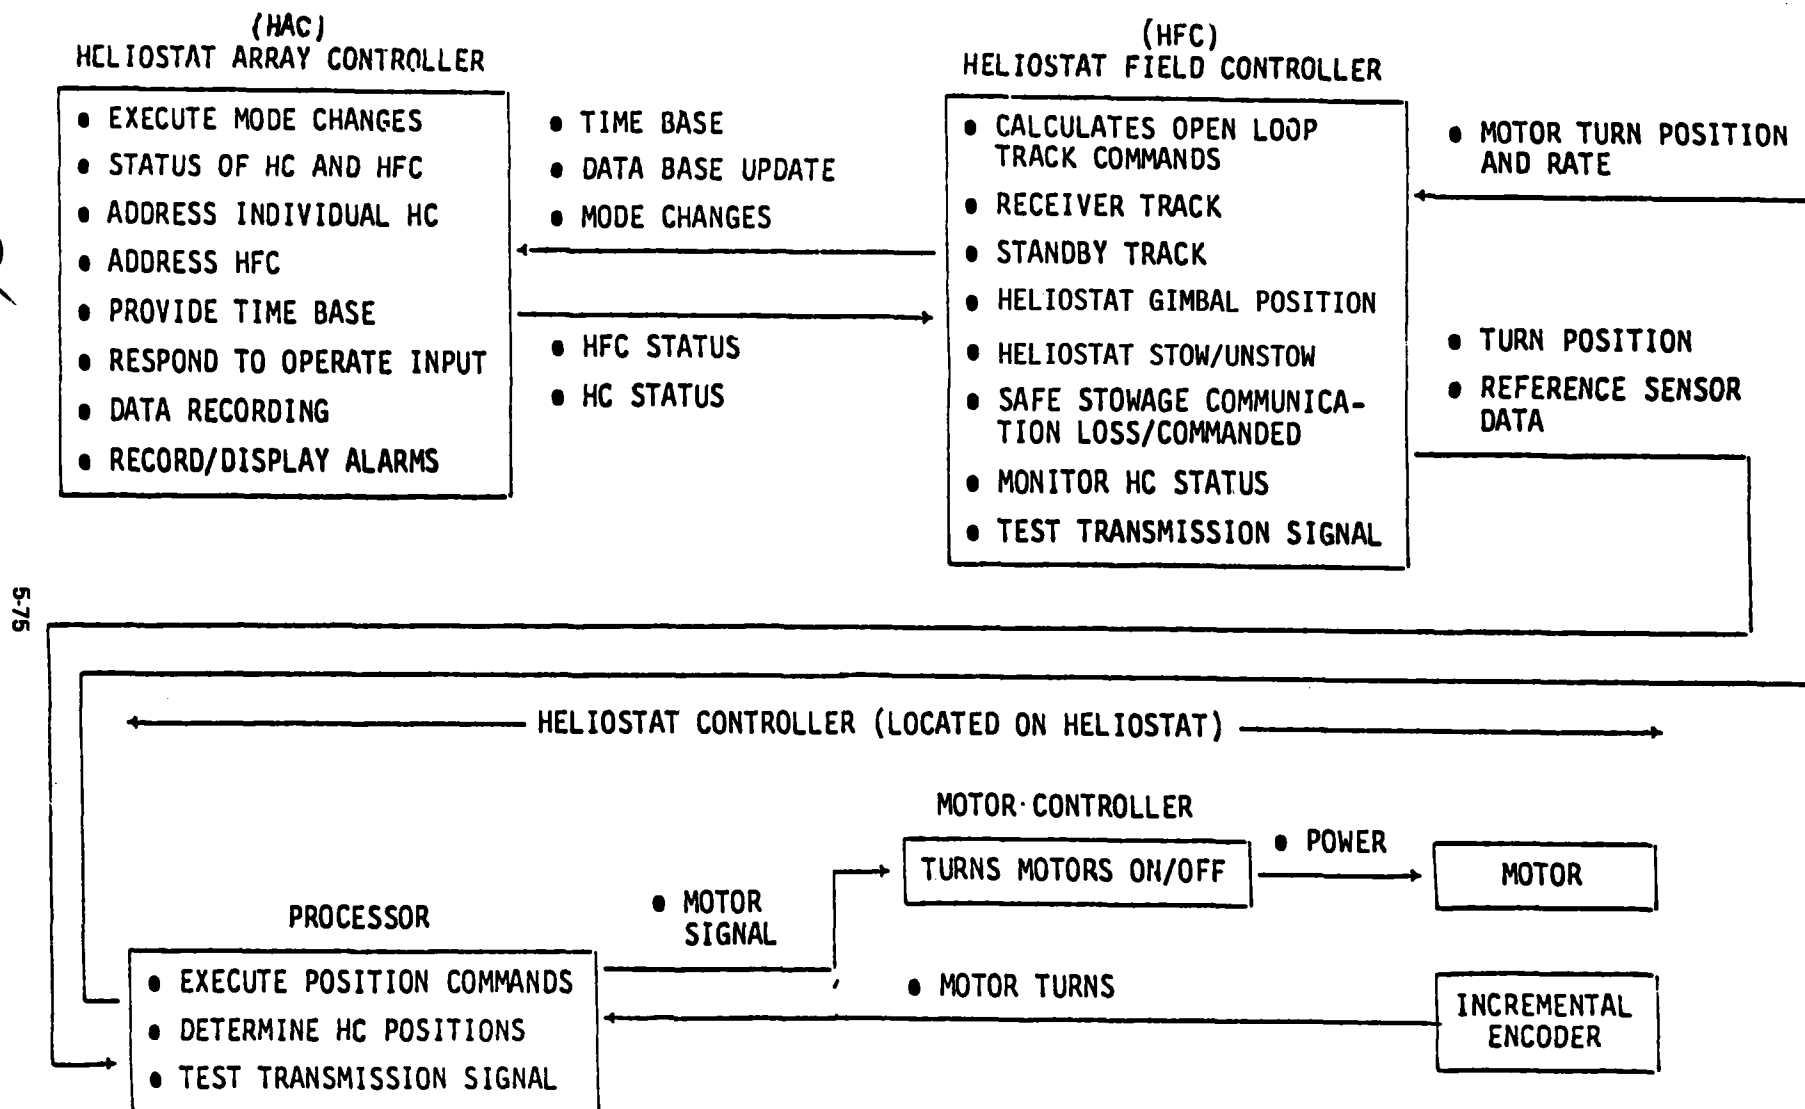 (HAC)
HELIOSTAT ARRAY CONTROLLER
• EXECUTE MODE CHANGES
• STATUS OF HC AND HFC
• ADDRESS INDIVIDUAL HC
• ADDRESS HFC
• PROVIDE TIME BASE
• RESPOND TO OPERATE INPUT
• DATA RECORDING
• RECORD/DISPLAY ALARMS
• TIME BASE
• DATA BASE UPDATE
• MODE CHANGES
• HFC STATUS
• HC STATUS
(HFC)
HELIOSTAT FIELD CONTROLLER
• CALCULATES OPEN LOOP
TRACK COMMANDS
• RECEIVER TRACK
• STANDBY TRACK
• HELIOSTAT GIMBAL POSITION
• HELIOSTAT STOW/UNSTOW
• SAFE STOWAGE COMMUNICA-
TION LOSS/COMMANDED
• MONITOR HC STATUS
• TEST TRANSMISSION SIGNAL
• MOTOR TURN POSITION
AND RATE
• TURN POSITION
• REFERENCE SENSOR
DATA
5-75
HELIOSTAT CONTROLLER (LOCATED ON HELIOSTAT)
PROCESSOR
• EXECUTE POSITION COMMANDS
• DETERMINE HC POSITIONS
• TEST TRANSMISSION SIGNAL
• MOTOR
SIGNAL
MOTOR CONTROLLER
TURNS MOTORS ON/OFF
• POWER
MOTOR
• MOTOR TURNS
INCREMENTAL
ENCODER